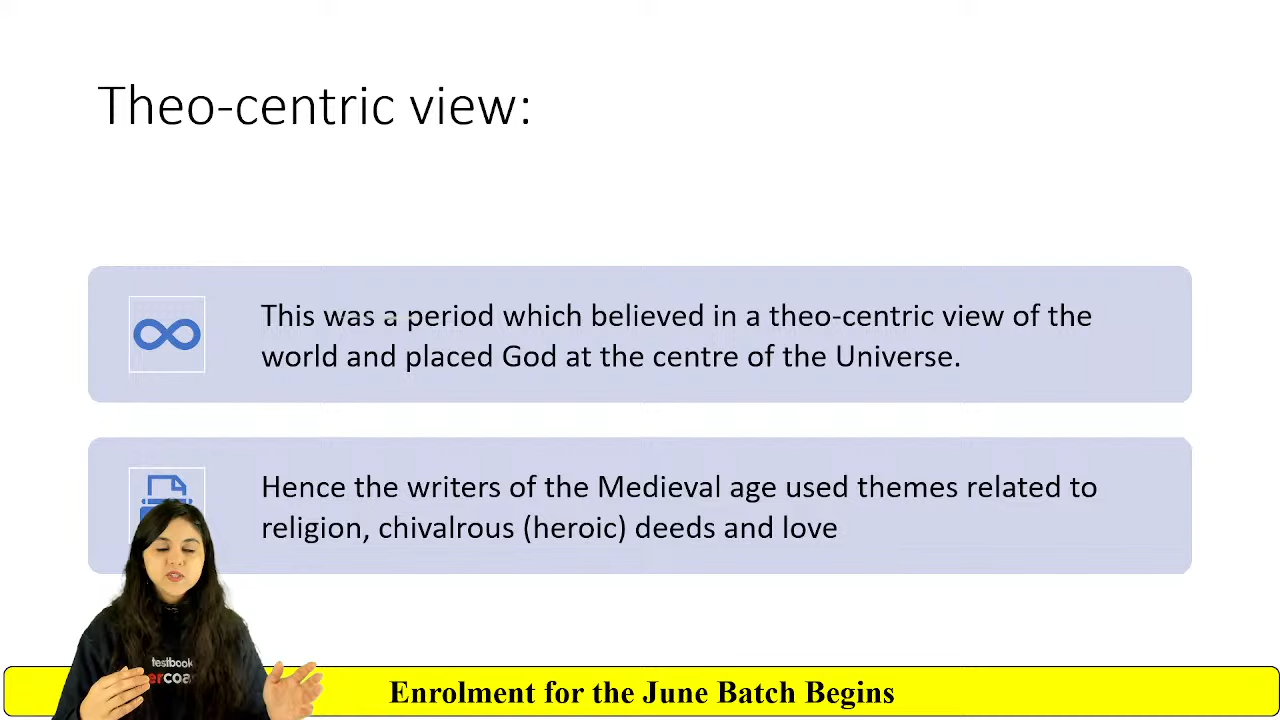 Theo-centric view:
This was a period which believed in a theo-centric view of the
world and placed God at the centre of the Universe.
Hence the writers of the Medieval age used themes related to
religion, chivalrous (heroic) deeds and love
testbook
Enrolment for the June Batch Begins